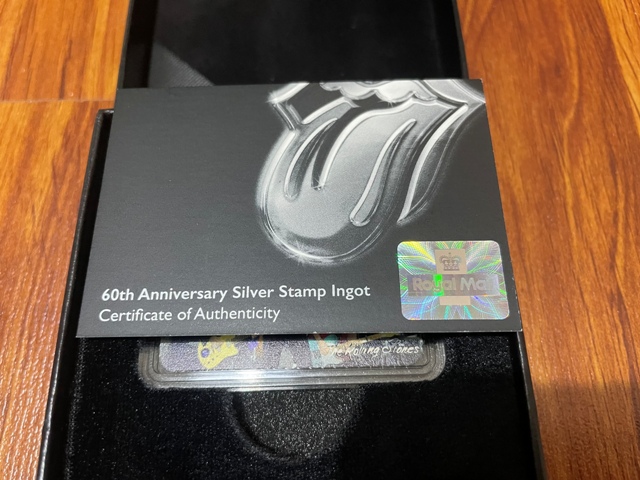 Royal Mail
60th Anniversary Silver Stamp Ingot
Certificate of Authenticity
The Rolling Stones